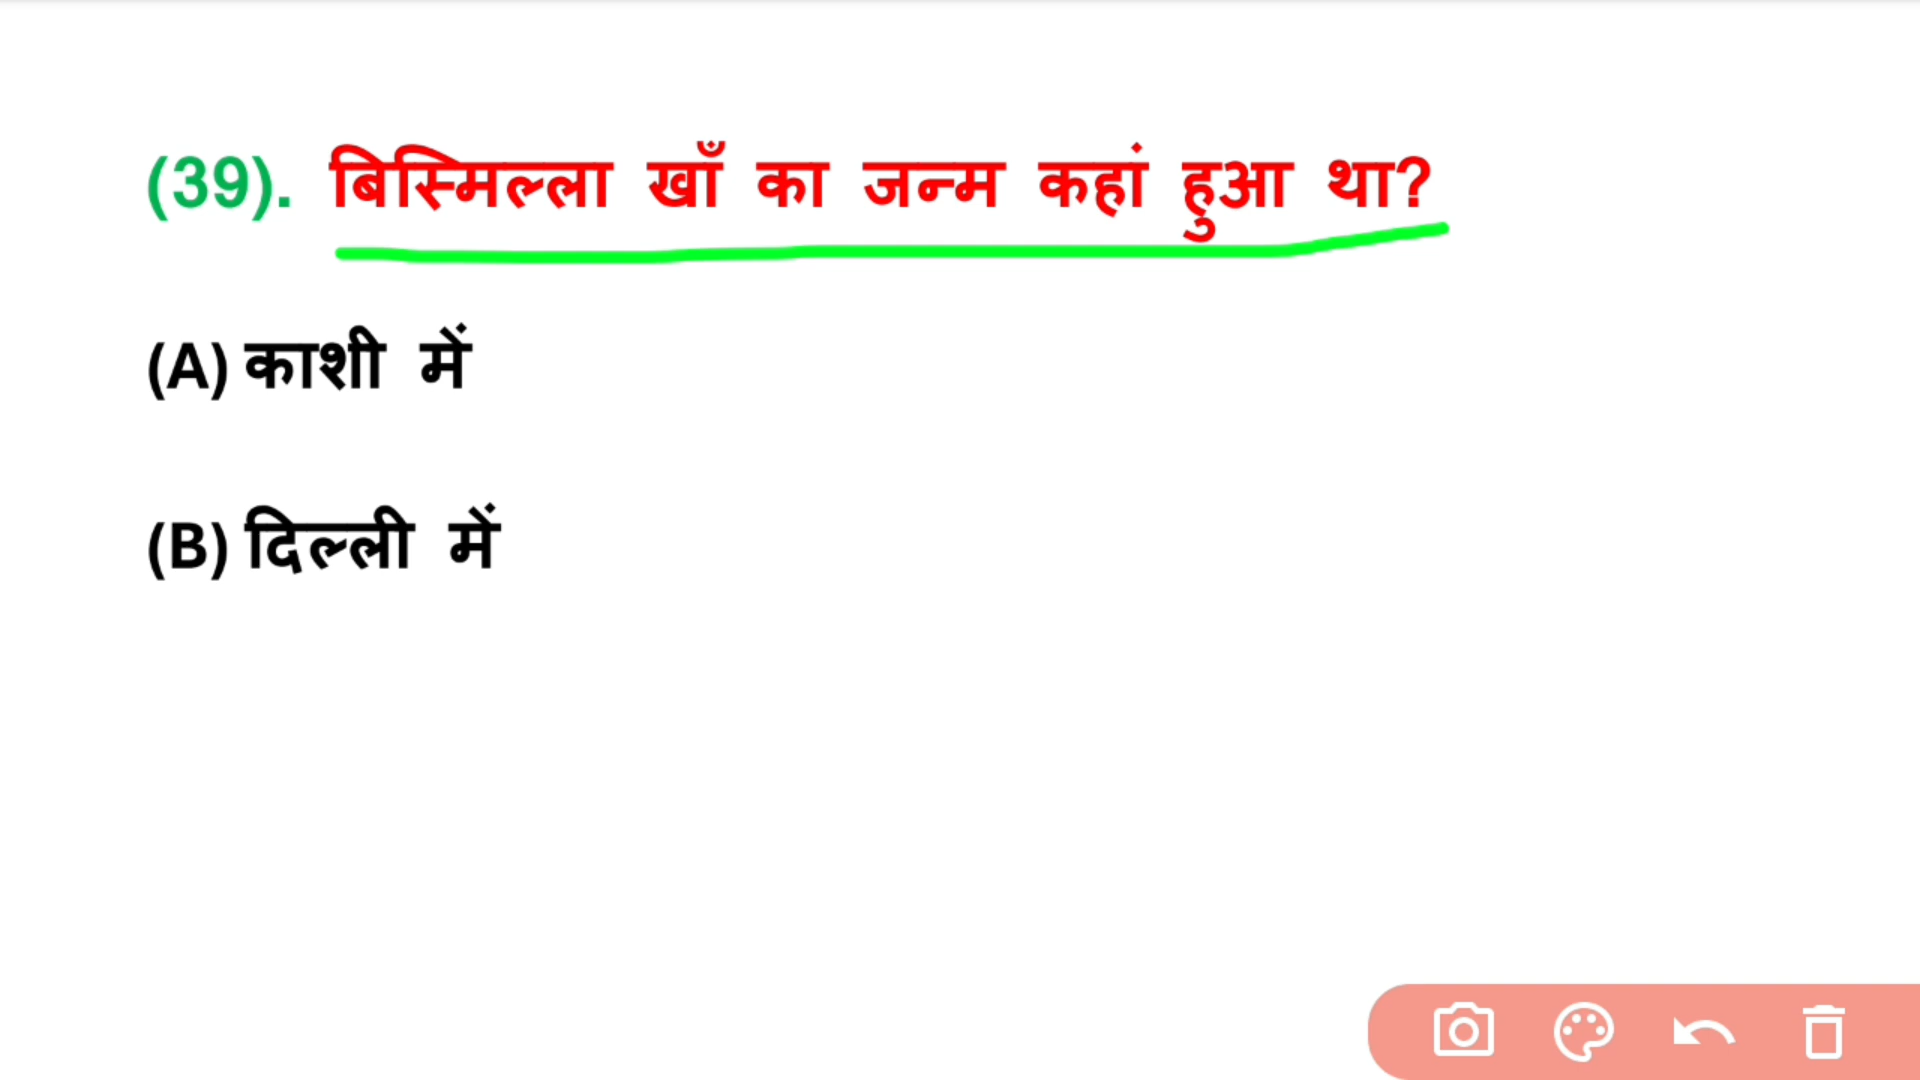 (39). बिस्मिल्ला खाँ का जन्म कहां हुआ था?
(A) काशी में
(B) दिल्ली में